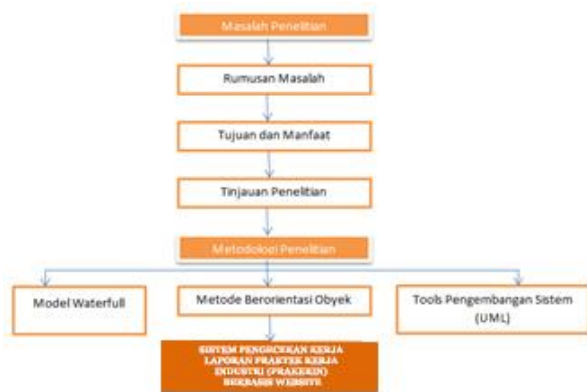 Masalah Penelitian
Rumusan Masalah
Tujuan dan Manfaat
Tinjauan Penelitian
Metodologi Penelitian
Model Waterfull
Metode Berorientasi Obyek
Tools Pengembangan Sistem
(UML)
SISTEM PENGECEKAN KERJA
LAPORAN PRAKTEK KERJA
INDUSTRI (PRAKERIN)
BERBASIS WEBSITE